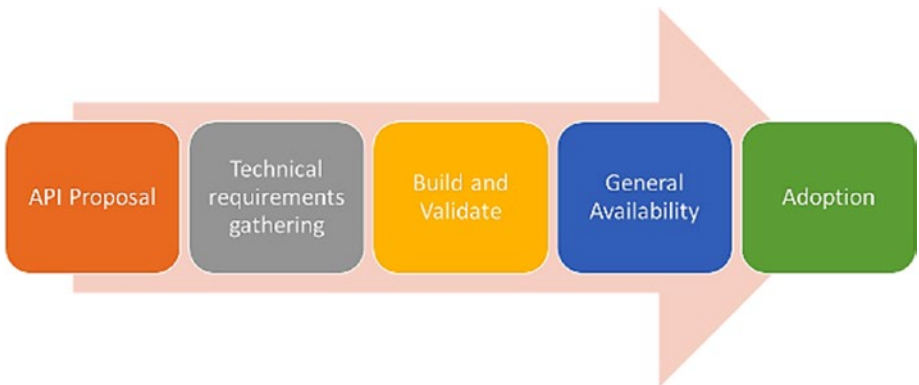 API Proposal
Technical
requirements
gathering
Build and
Validate
General
Availability
Adoption